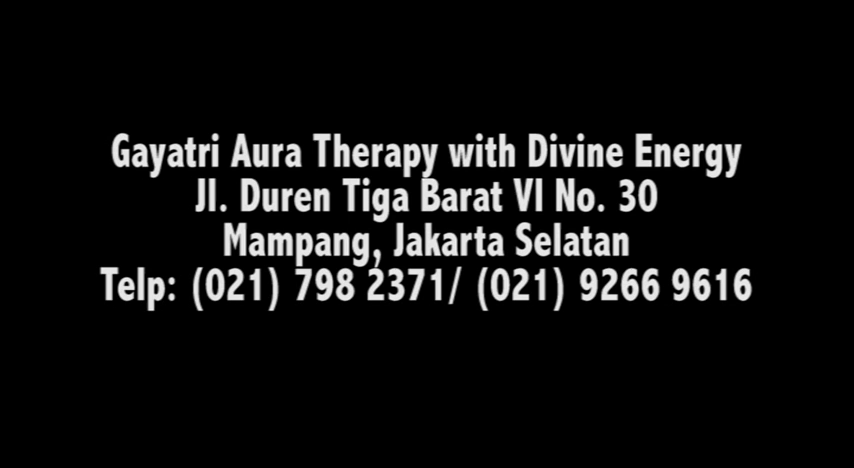 Gayatri Aura Therapy with Divine Energy
Jl. Duren Tiga Barat VI No. 30
Mampang, Jakarta Selatan
Telp: (021) 798 2371/ (021) 9266 9616